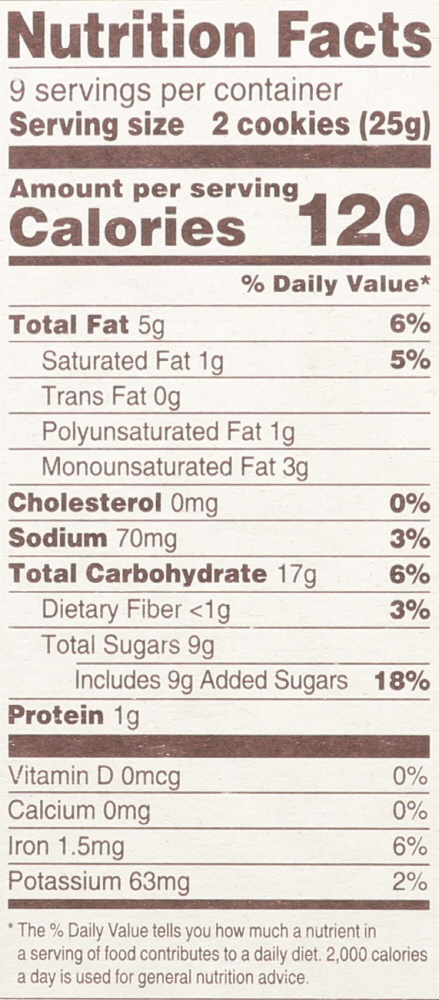 Nutrition Facts
9 servings per container
Serving size 2 cookies (25g)
Amount per serving
Calories 120
% Daily Value*
Total Fat 5g 6%
Saturated Fat 1g 5%
Trans Fat 0g
Polyunsaturated Fat 1g
Monounsaturated Fat 3g
Cholesterol 0mg 0%
Sodium 70mg 3%
Total Carbohydrate 17g 6%
Dietary Fiber <1g 3%
Total Sugars 9g
Includes 9g Added Sugars 18%
Protein 1g
Vitamin D 0mcg 0%
Calcium 0mg 0%
Iron 1.5mg 6%
Potassium 63mg 2%
* The % Daily Value tells you how much a nutrient in
a serving of food contributes to a daily diet. 2,000 calories
a day is used for general nutrition advice.